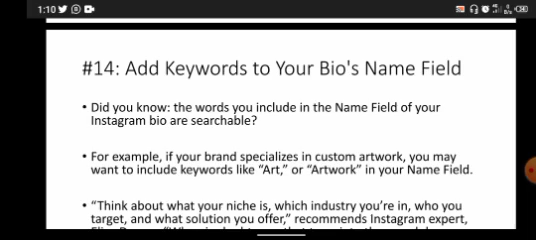 1:10
#14: Add Keywords to Your Bio's Name Field
• Did you know: the words you include in the Name Field of your
Instagram bio are searchable?
• For example, if your brand specializes in custom artwork, you may
want to include keywords like “Art,” or “Artwork” in your Name Field.
• “Think about what your niche is, which industry you’re in, who you
target, and what solution you offer,” recommends Instagram expert,